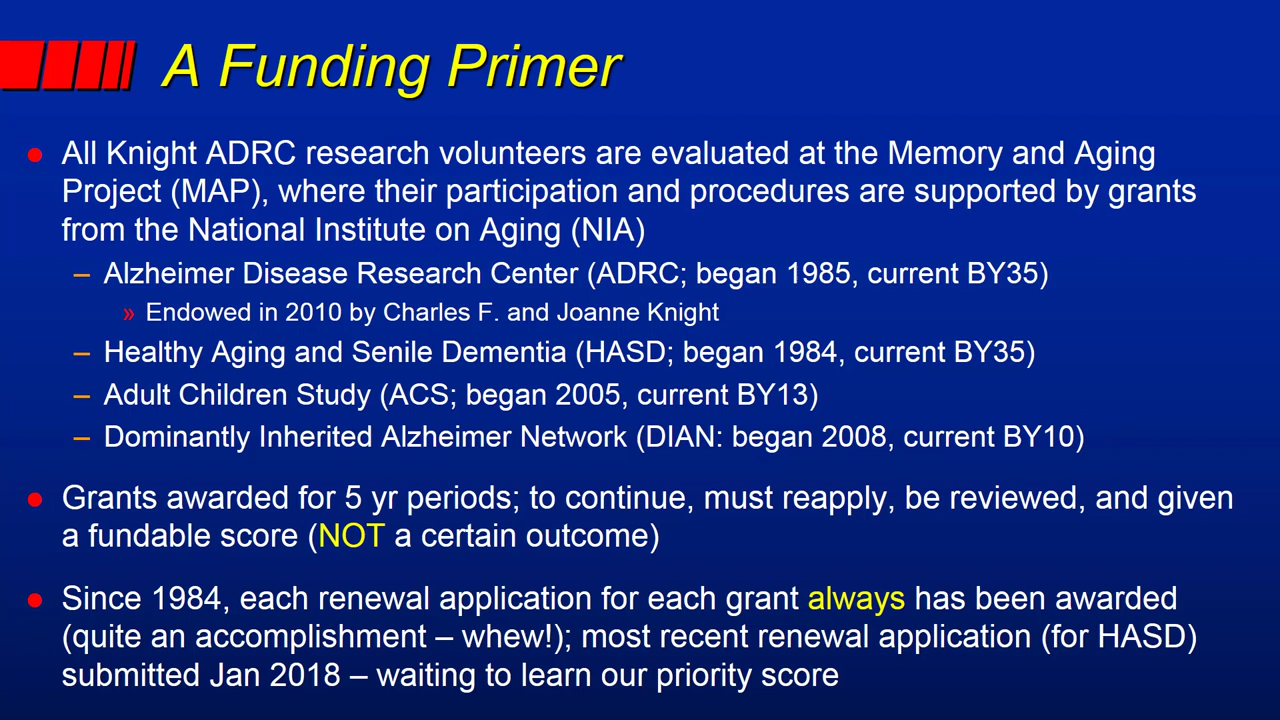 A Funding Primer
● All Knight ADRC research volunteers are evaluated at the Memory and Aging
Project (MAP), where their participation and procedures are supported by grants
from the National Institute on Aging (NIA)
– Alzheimer Disease Research Center (ADRC; began 1985, current BY35)
» Endowed in 2010 by Charles F. and Joanne Knight
– Healthy Aging and Senile Dementia (HASD; began 1984, current BY35)
– Adult Children Study (ACS; began 2005, current BY13)
– Dominantly Inherited Alzheimer Network (DIAN: began 2008, current BY10)
● Grants awarded for 5 yr periods; to continue, must reapply, be reviewed, and given
a fundable score (NOT a certain outcome)
● Since 1984, each renewal application for each grant always has been awarded
(quite an accomplishment – whew!); most recent renewal application (for HASD)
submitted Jan 2018 – waiting to learn our priority score